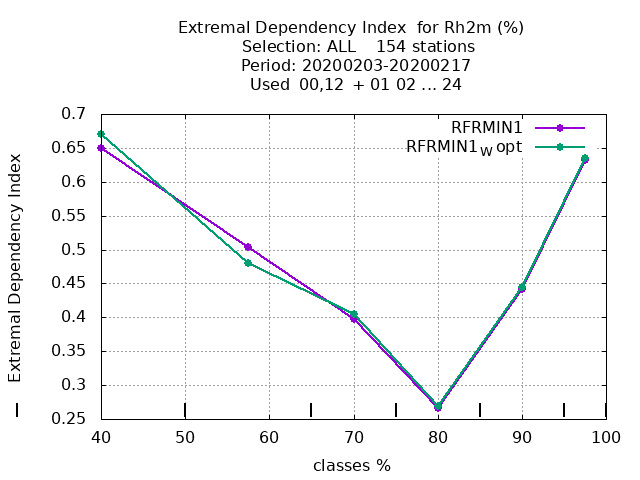 Extremal Dependency Index for Rh2m (%)
Selection: ALL 154 stations
Period: 20200203-20200217
Used 00,12 + 01 02 ... 24
RFRMIN1
RFRMIN1W opt
0.7
0.65
0.6
0.55
0.5
0.45
0.4
0.35
0.3
0.25
Extremal Dependency Index
40 50 60 70 80 90 100
classes %